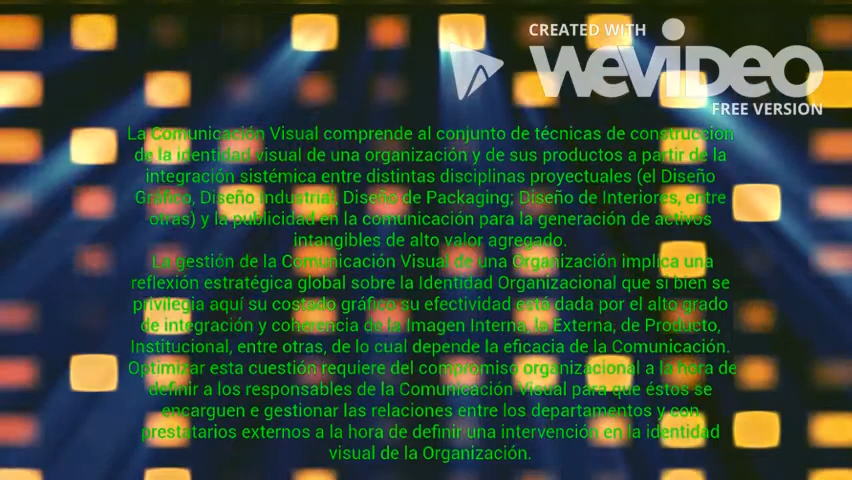 CREATED WITH
WEVIDEO
FREE VERSION
La Comunicación Visual comprende al conjunto de técnicas de construcción
de la identidad visual de una organización y de sus productos a partir de la
integración sistémica entre distintas disciplinas proyectuales (el Diseño
Gráfico, Diseño Industrial, Diseño de Packaging; Diseño de Interiores, entre
otras) y la publicidad en la comunicación para la generación de activos
intangibles de alto valor agregado.
La gestión de la Comunicación Visual de una Organización implica una
reflexión estratégica global sobre la Identidad Organizacional que si bien se
privilegia aquí su costado gráfico su efectividad está dada por el alto grado
de integración y coherencia de la Imagen Interna, la Externa, de Producto,
Institucional, entre otras, de lo cual depende la eficacia de la Comunicación.
Optimizar esta cuestión requiere del compromiso organizacional a la hora de
definir a los responsables de la Comunicación Visual para que éstos se
encarguen e gestionar las relaciones entre los departamentos y con
prestatarios externos a la hora de definir una intervención en la identidad
visual de la Organización.